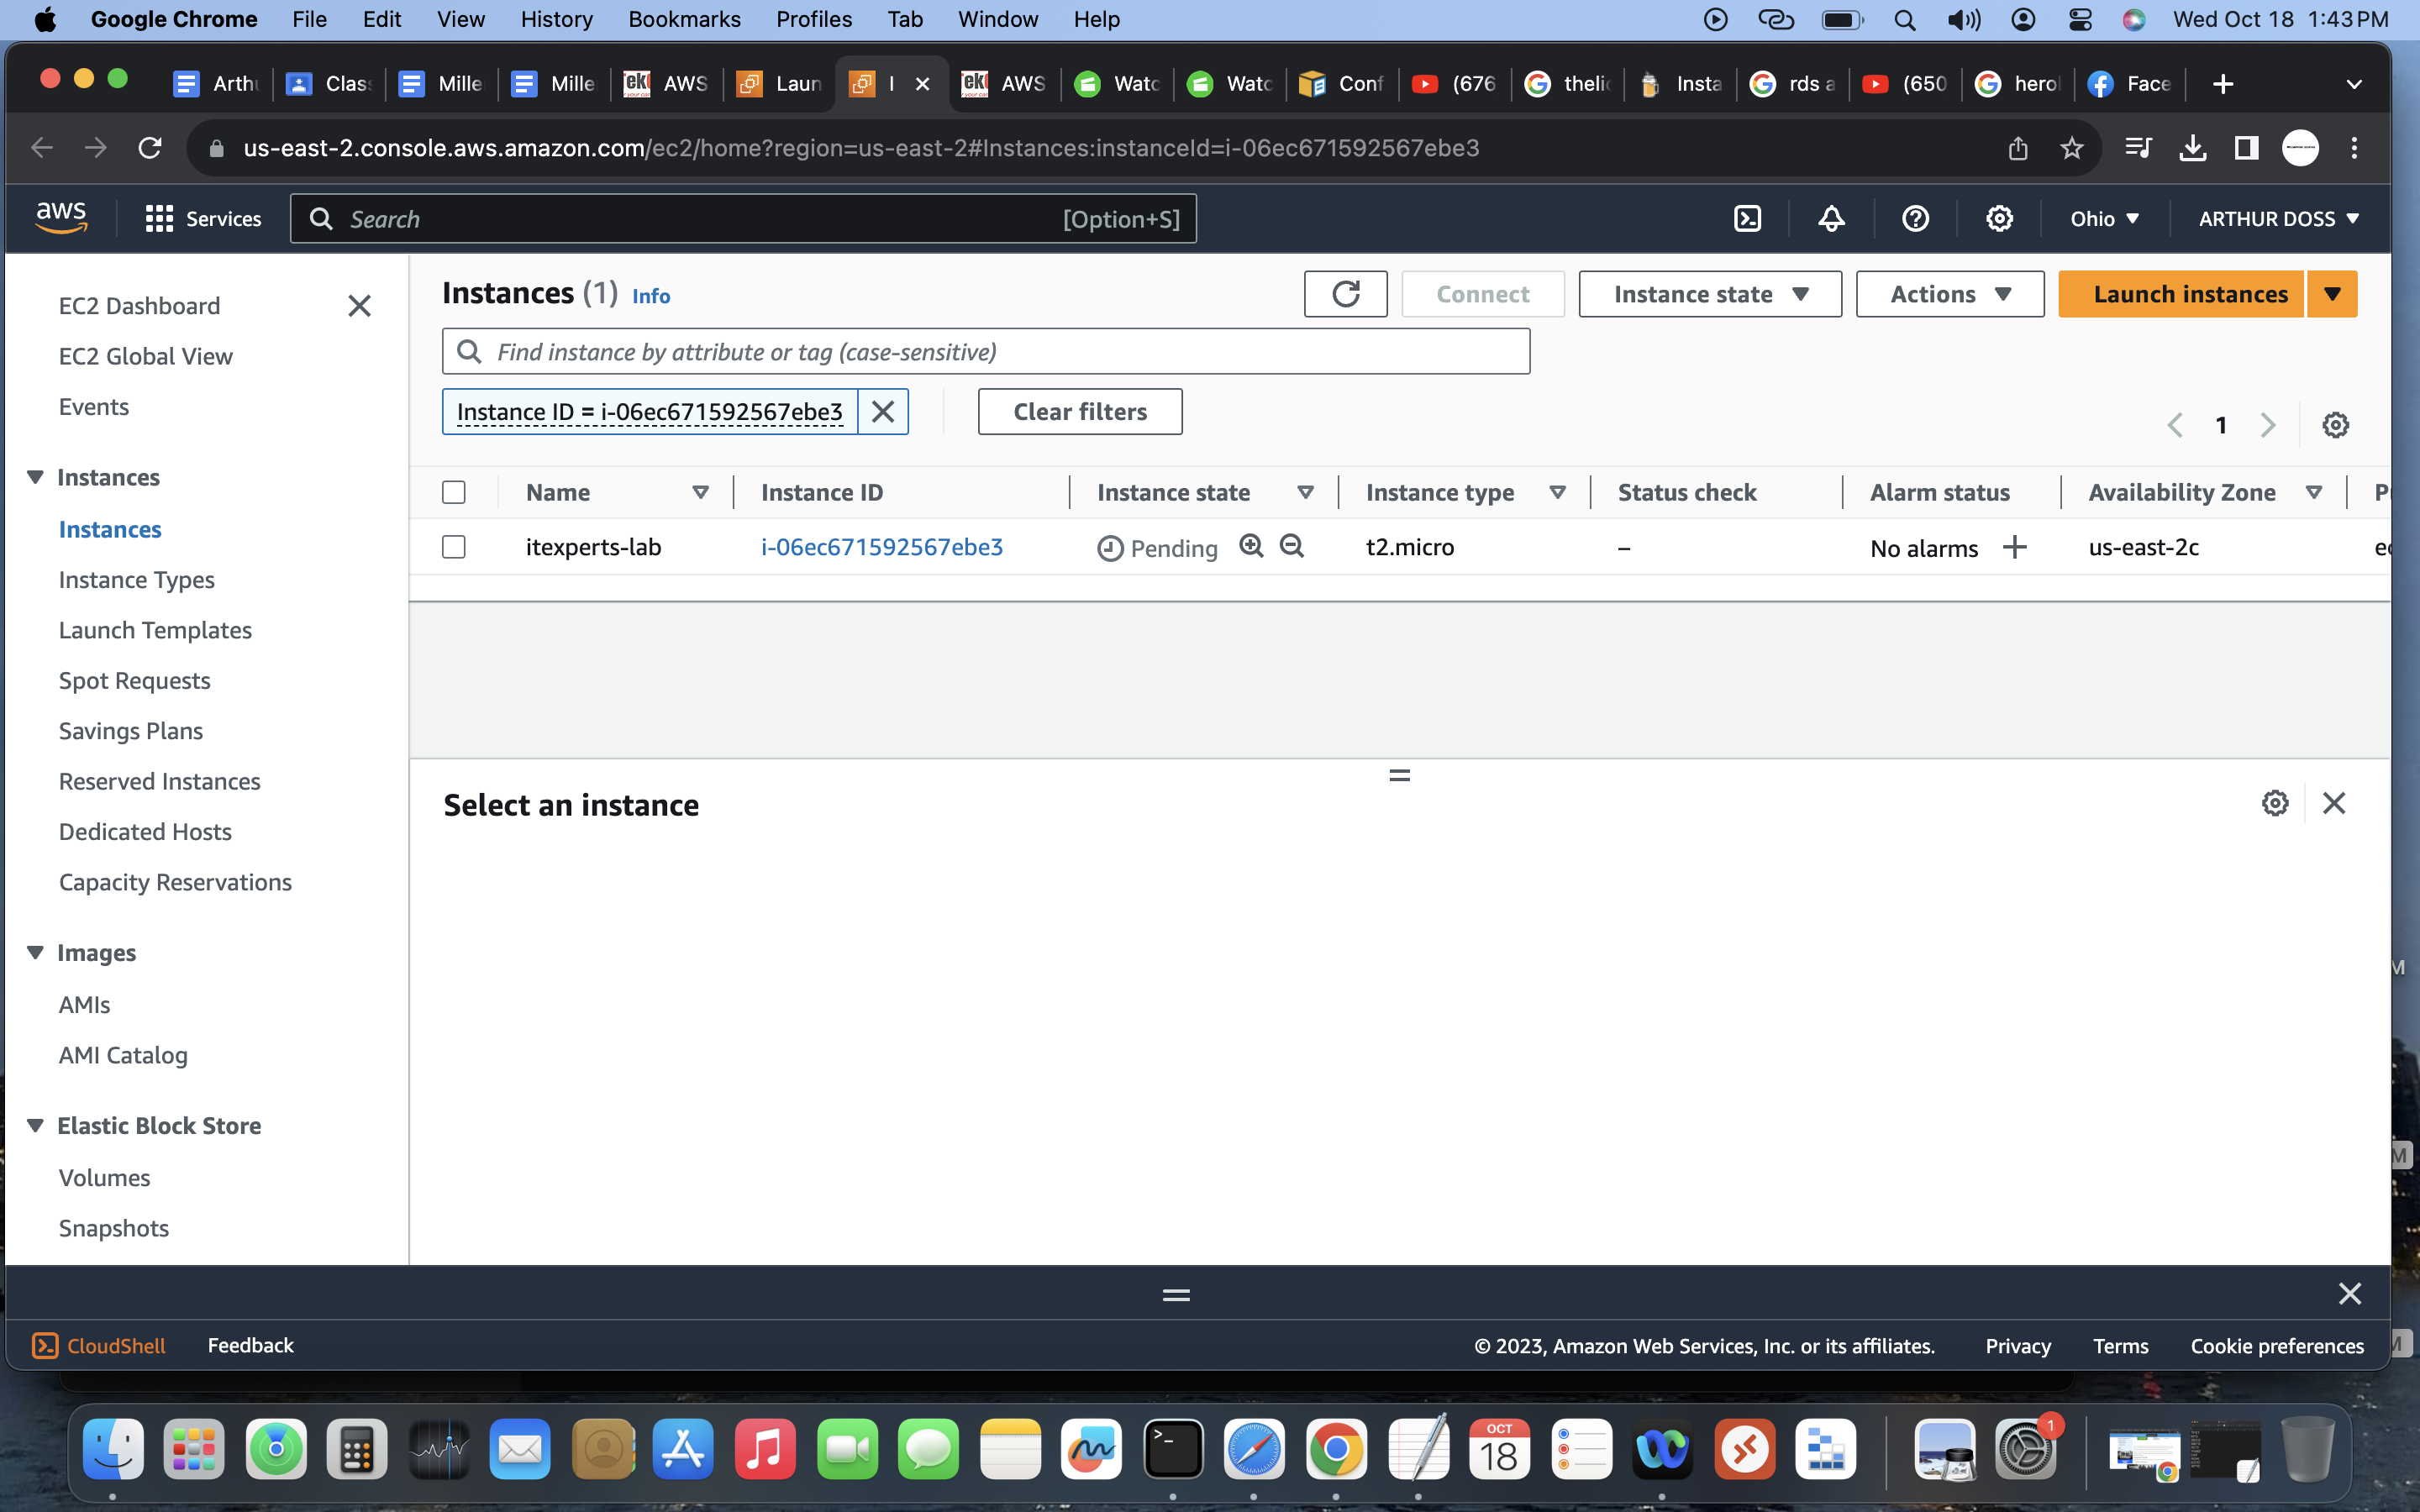 Google Chrome File Edit View History Bookmarks Profiles Tab Window Help Wed Oct 18 1:43 PM
Arthu Class Mille Mille AWS Laun I AWS Watc Watc Conf (676 thelic Insta rds a (650 herol Face
us-east-2.console.aws.amazon.com/ec2/home?region=us-east-2#Instances:instanceId=i-06ec671592567ebe3
aws Services Search [Option+S] Ohio ARTHUR DOSS
EC2 Dashboard
EC2 Global View
Events
Instances
Instances
Instance Types
Launch Templates
Spot Requests
Savings Plans
Reserved Instances
Dedicated Hosts
Capacity Reservations
Images
AMIs
AMI Catalog
Elastic Block Store
Volumes
Snapshots
Instances (1) Info Connect Instance state Actions Launch instances
Find instance by attribute or tag (case-sensitive)
Instance ID = i-06ec671592567ebe3 Clear filters
1
Name Instance ID Instance state Instance type Status check Alarm status Availability Zone
itexperts-lab i-06ec671592567ebe3 Pending t2.micro – No alarms us-east-2c
Select an instance
CloudShell Feedback © 2023, Amazon Web Services, Inc. or its affiliates. Privacy Terms Cookie preferences
OCT
18
1